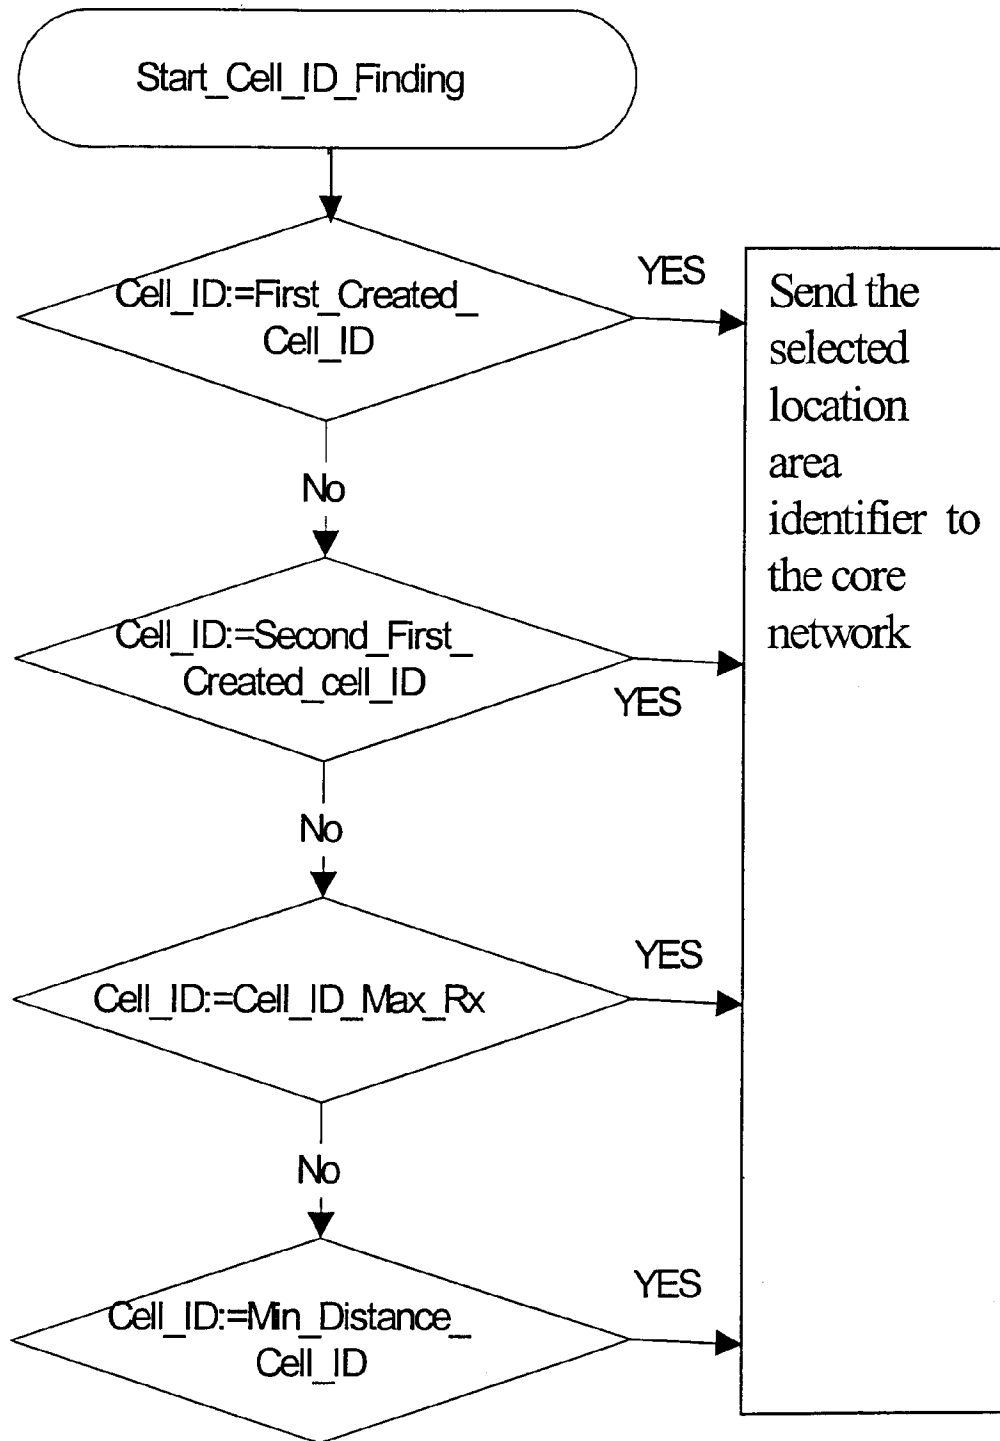 Start_Cell_ID_Finding
Cell_ID:=First_Created_
Cell_ID
YES
Send the
selected
location
area
identifier to
the core
network
No
Cell_ID:=Second_First_
Created_cell_ID
YES
No
Cell_ID:=Cell_ID_Max_Rx
YES
No
Cell_ID:=Min_Distance_
Cell_ID
YES